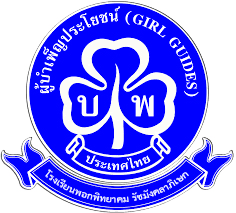 ผู้บำเพ็ญประโยชน์ (GIRL GUIDES)
บ พ
ประเทศไทย
โรงเรียนพอกพิทยาคม รัชมังคลาภิเษก